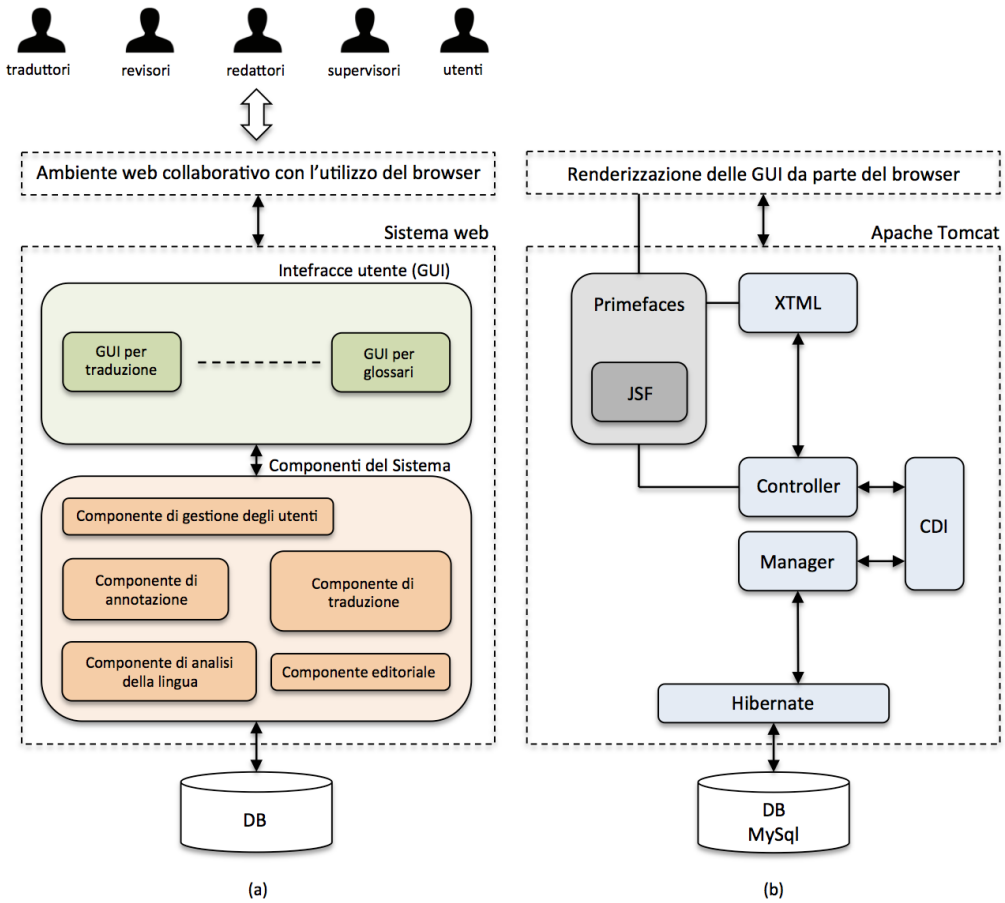 traduttori
revisori
redattori
supervisori
utenti
Ambiente web collaborativo con l'utilizzo del browser
Sistema web
Intefracce utente (GUI)
GUI per
traduzione
GUI per
glossari
Componenti del Sistema
Componente di gestione degli utenti
Componente di
annotazione
Componente di
traduzione
Componente di analisi
della lingua
Componente editoriale
DB
(a)
Renderizzazione delle GUI da parte del browser
Apache Tomcat
Primefaces
JSF
XTML
Controller
CDI
Manager
Hibernate
DB
MySql
(b)